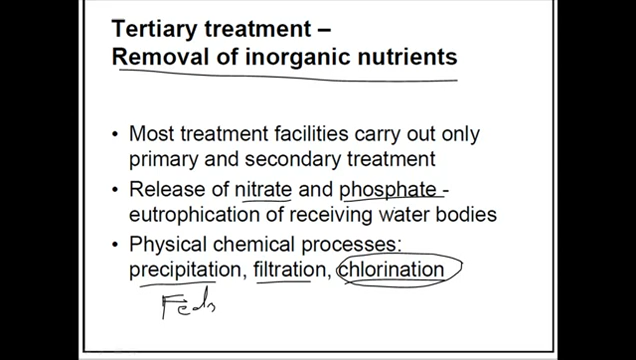 Tertiary treatment –
Removal of inorganic nutrients
• Most treatment facilities carry out only
primary and secondary treatment
• Release of nitrate and phosphate -
eutrophication of receiving water bodies
• Physical chemical processes:
precipitation, filtration, chlorination